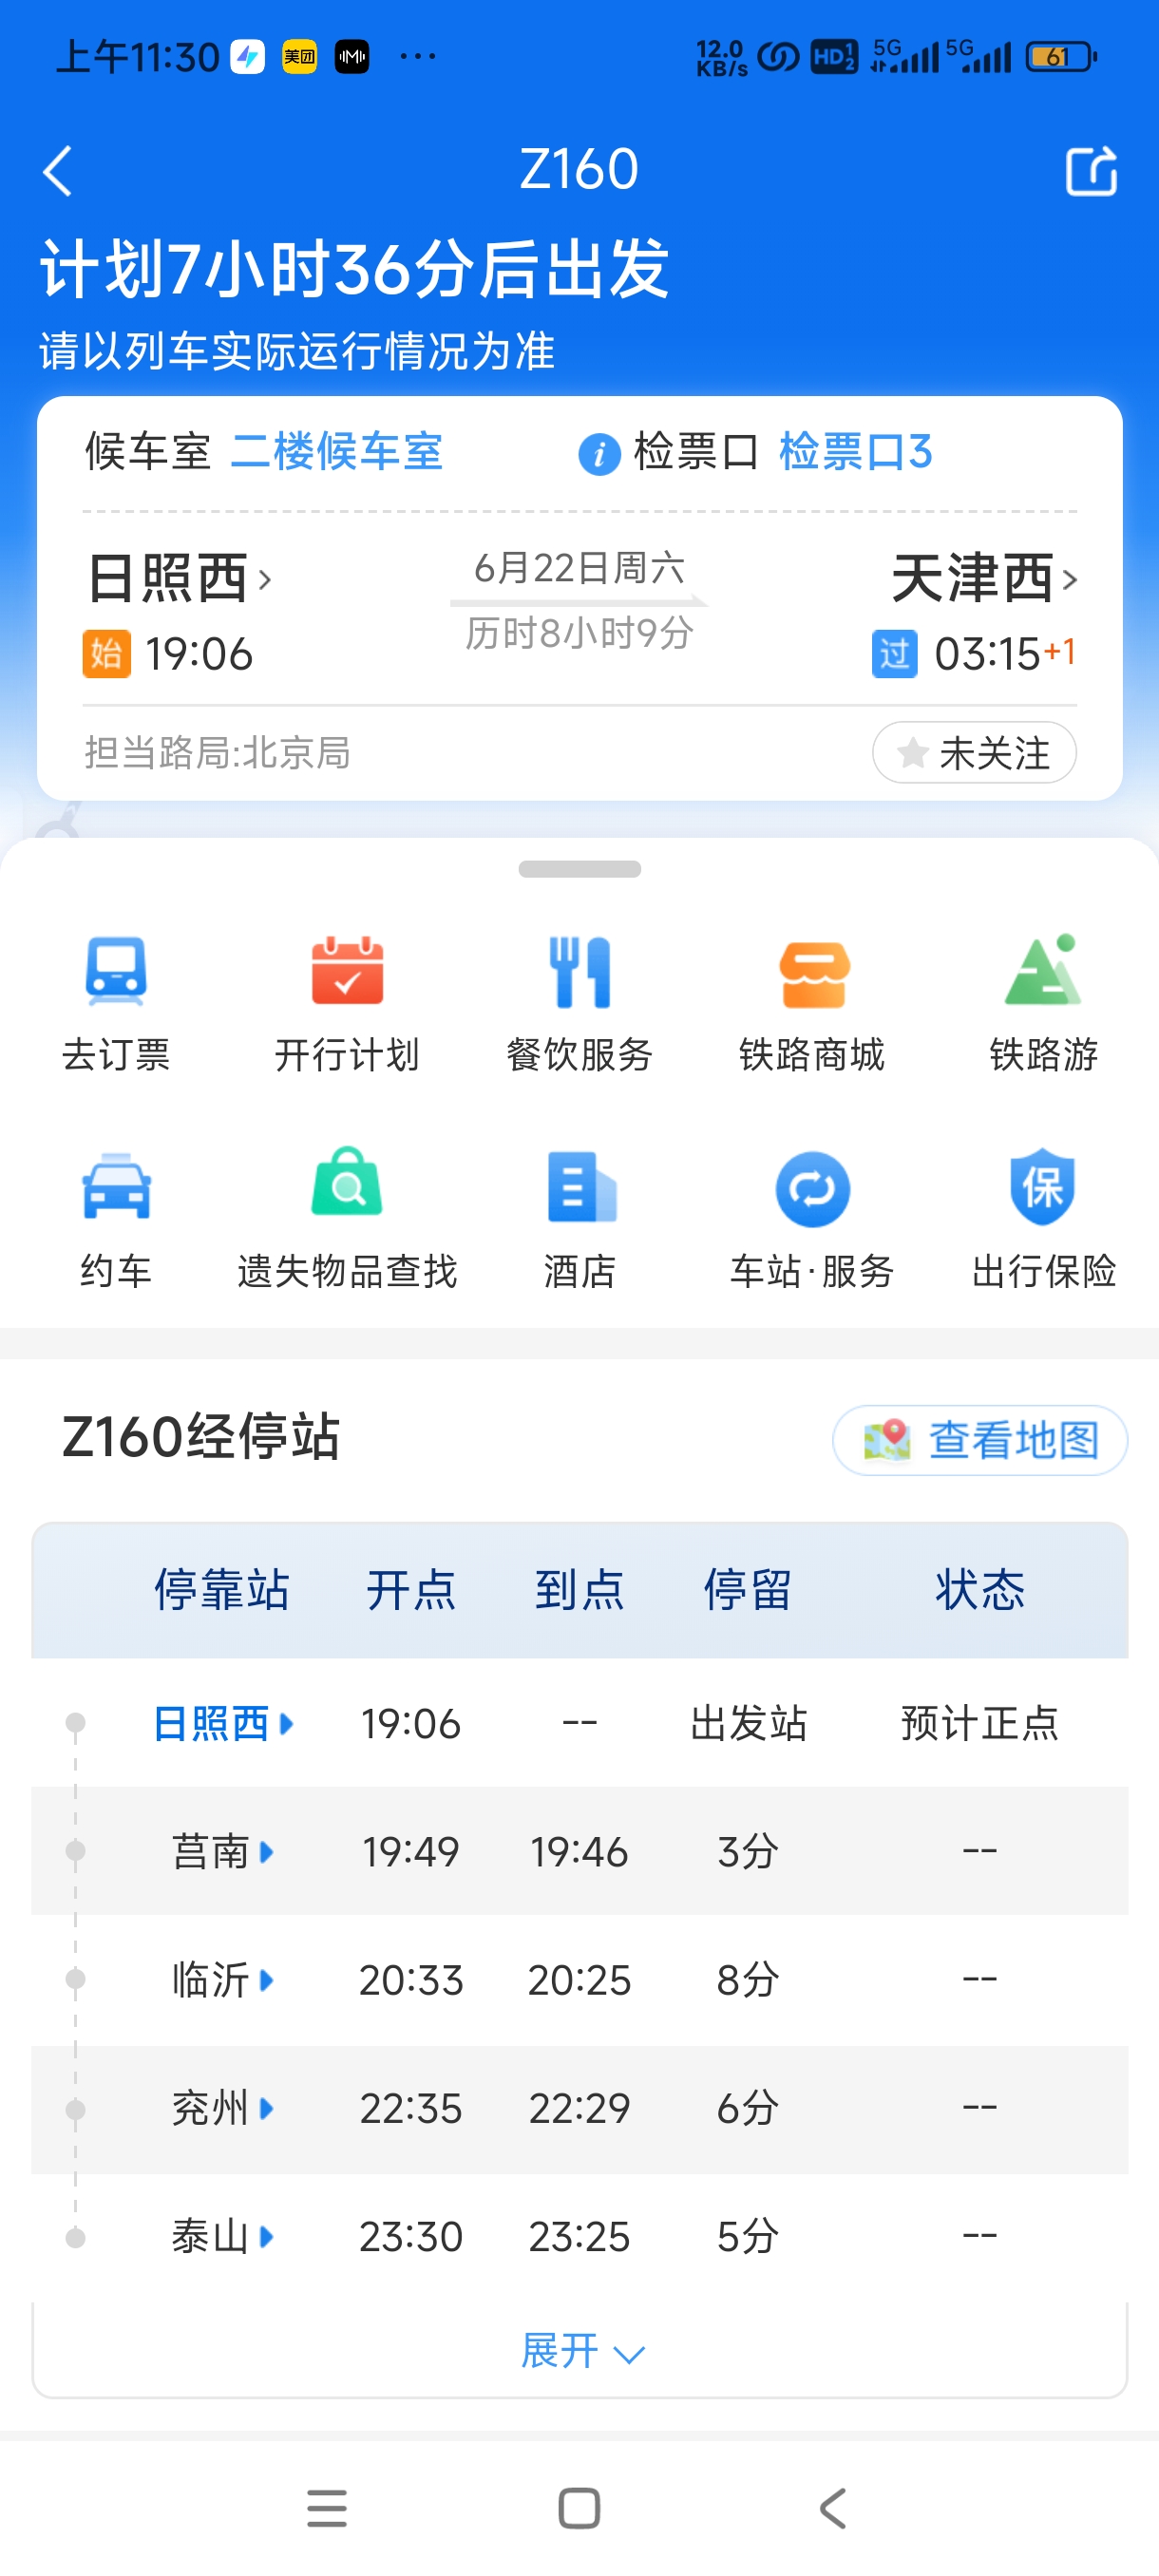 上午11:30 美团 ··· 12.0 KB/s HD 1 2 5G 5G 61
Z160
计划7小时36分后出发
请以列车实际运行情况为准
候车室 二楼候车室 i 检票口 检票口3
日照西 6月22日周六 天津西
始 19:06 历时8小时9分 过 03:15+1
担当路局:北京局 未关注
去订票 开行计划 餐饮服务 铁路商城 铁路游
保
约车 遗失物品查找 酒店 车站·服务 出行保险
Z160经停站 查看地图
停靠站 开点 到点 停留 状态
日照西 19:06 -- 出发站 预计正点
莒南 19:49 19:46 3分 --
临沂 20:33 20:25 8分 --
兖州 22:35 22:29 6分 --
泰山 23:30 23:25 5分 --
展开